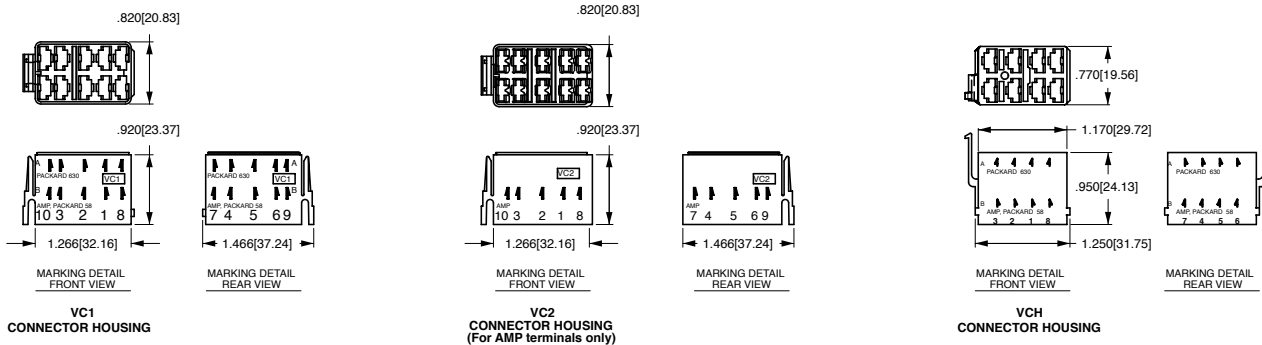 .820[20.83]
.920[23.37]
A
PACKARD 630
VC1
B
AMP, PACKARD 58
10 3 2 1 8
1.266[32.16]
MARKING DETAIL
FRONT VIEW
A
PACKARD 630
VC1
B
AMP, PACKARD 58
7 4 5 6 9
1.466[37.24]
MARKING DETAIL
REAR VIEW
VC1
CONNECTOR HOUSING
.820[20.83]
.920[23.37]
VC2
AMP
10 3 2 1 8
1.266[32.16]
MARKING DETAIL
FRONT VIEW
VC2
AMP
7 4 5 6 9
1.466[37.24]
MARKING DETAIL
REAR VIEW
VC2
CONNECTOR HOUSING
(For AMP terminals only)
.770[19.56]
1.170[29.72]
A
PACKARD 630
.950[24.13]
B
AMP, PACKARD 58
3 2 1 8
1.250[31.75]
MARKING DETAIL
FRONT VIEW
A
PACKARD 630
B
AMP, PACKARD 58
7 4 5 6
MARKING DETAIL
REAR VIEW
VCH
CONNECTOR HOUSING